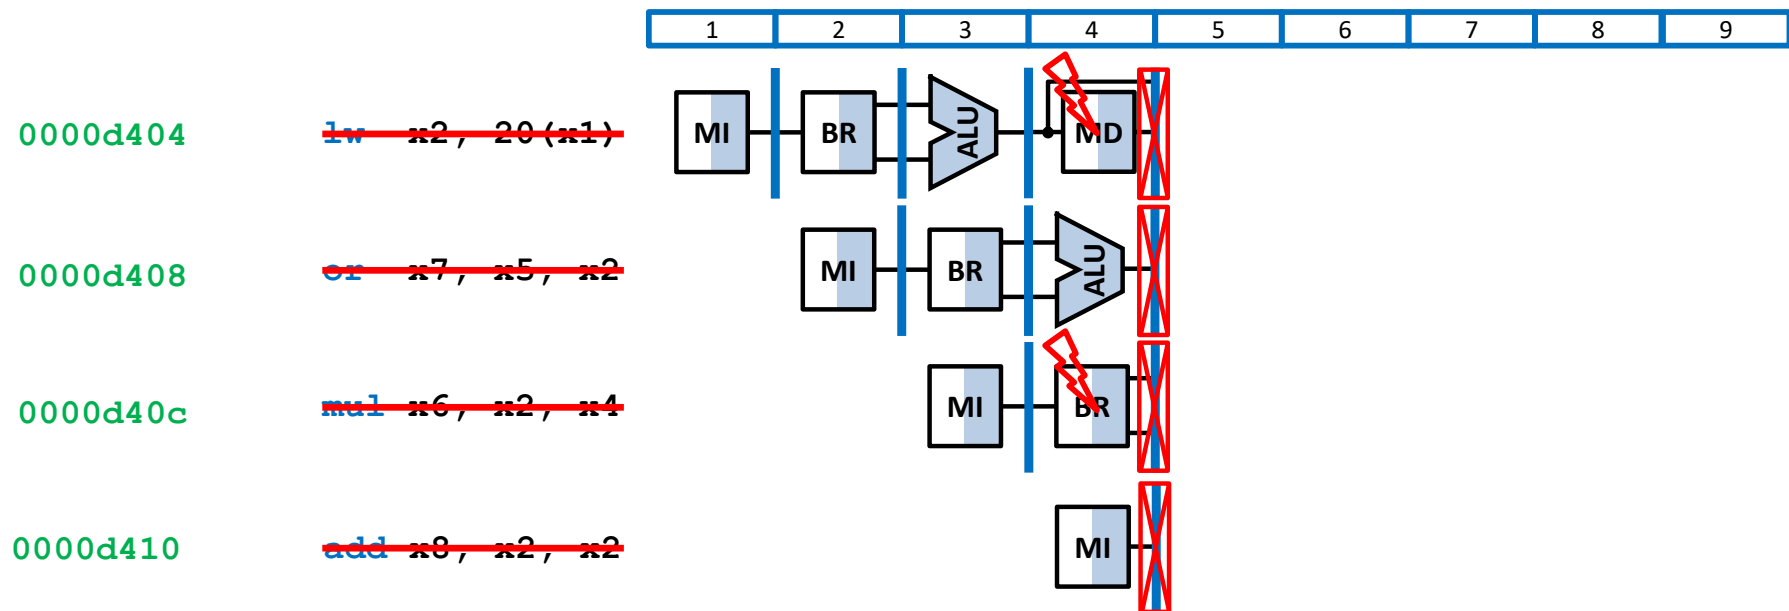 1 2 3 4 5 6 7 8 9
0000d404 lw x2, 20(x1) MI BR ALU MD
0000d408 or x7, x5, x2 MI BR ALU
0000d40c mul x6, x2, x4 MI BR
0000d410 add x8, x2, x2 MI